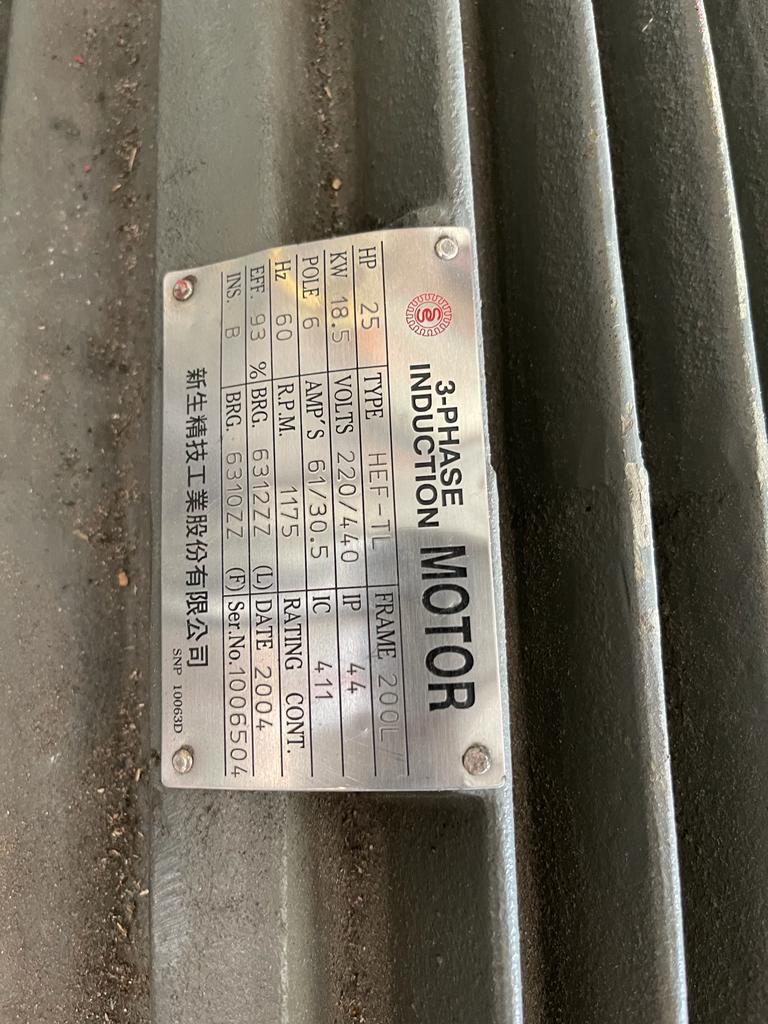 3-PHASE
INDUCTION MOTOR
HP 25 TYPE HEF-TL FRAME 200L
KW 18.5 VOLTS 220/440 IP 44
POLE 6 AMP'S 61/30.5 IC 411
Hz 60 R.P.M. 1175 RATING CONT.
EFF. 93 % BRG. 6312ZZ (L) DATE 2004
INS. B BRG. 6310ZZ (F) Ser.No.1006504
新生精技工業股份有限公司
SNP 10063D